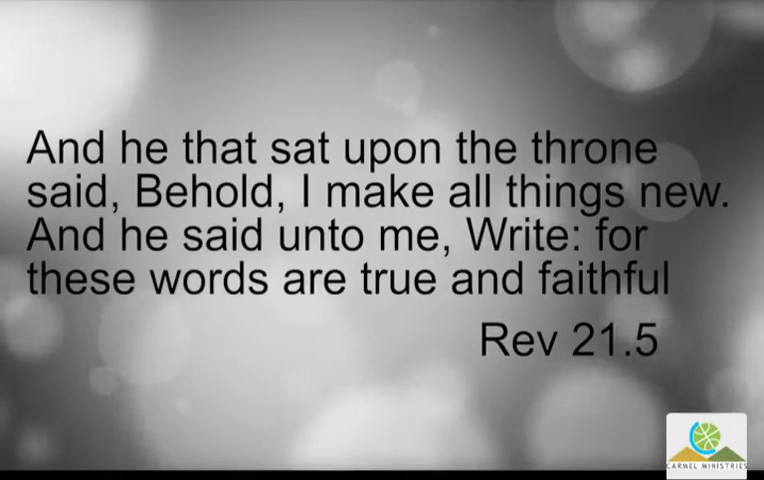 And he that sat upon the throne
said, Behold, I make all things new.
And he said unto me, Write: for
these words are true and faithful
Rev 21.5
CARMEL MINISTRIES